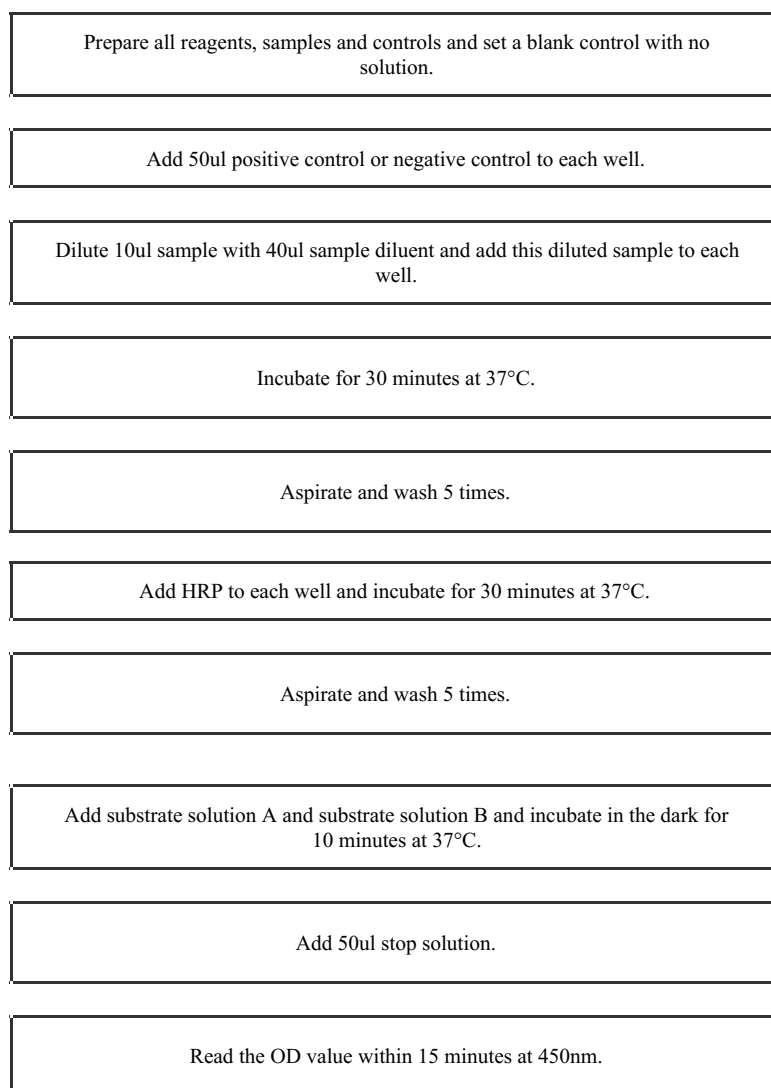 Prepare all reagents, samples and controls and set a blank control with no
solution.
Add 50ul positive control or negative control to each well.
Dilute 10ul sample with 40ul sample diluent and add this diluted sample to each
well.
Incubate for 30 minutes at 37°C.
Aspirate and wash 5 times.
Add HRP to each well and incubate for 30 minutes at 37°C.
Aspirate and wash 5 times.
Add substrate solution A and substrate solution B and incubate in the dark for
10 minutes at 37°C.
Add 50ul stop solution.
Read the OD value within 15 minutes at 450nm.